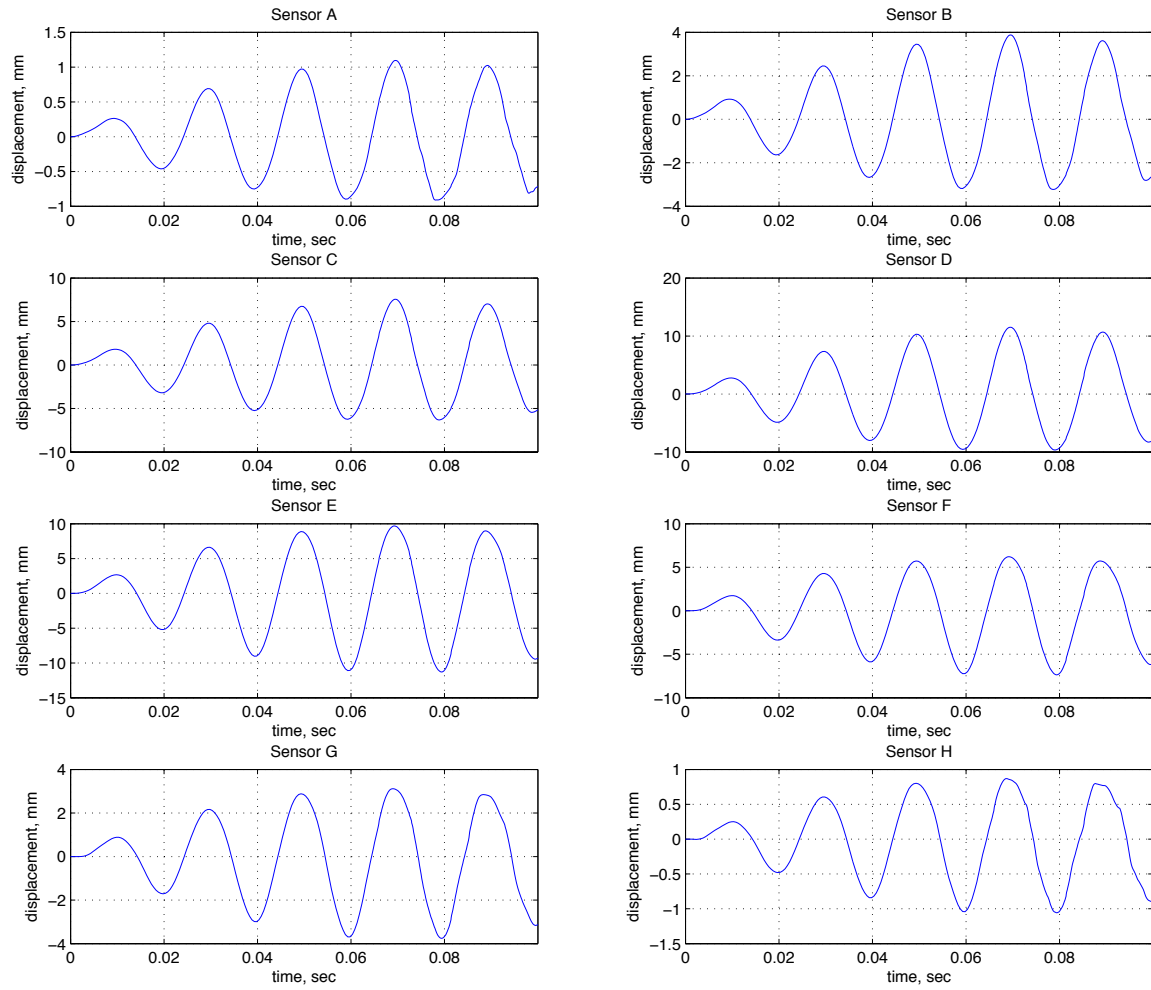 Sensor A
1.5
1
0.5
0
−0.5
−1
displacement, mm
0 0.02 0.04 0.06 0.08
time, sec
Sensor B
4
2
0
−2
−4
displacement, mm
0 0.02 0.04 0.06 0.08
time, sec
Sensor C
10
5
0
−5
−10
displacement, mm
0 0.02 0.04 0.06 0.08
time, sec
Sensor D
20
10
0
−10
displacement, mm
0 0.02 0.04 0.06 0.08
time, sec
Sensor E
10
5
0
−5
−10
−15
displacement, mm
0 0.02 0.04 0.06 0.08
time, sec
Sensor F
10
5
0
−5
−10
displacement, mm
0 0.02 0.04 0.06 0.08
time, sec
Sensor G
4
2
0
−2
−4
displacement, mm
0 0.02 0.04 0.06 0.08
time, sec
Sensor H
1
0.5
0
−0.5
−1
−1.5
displacement, mm
0 0.02 0.04 0.06 0.08
time, sec